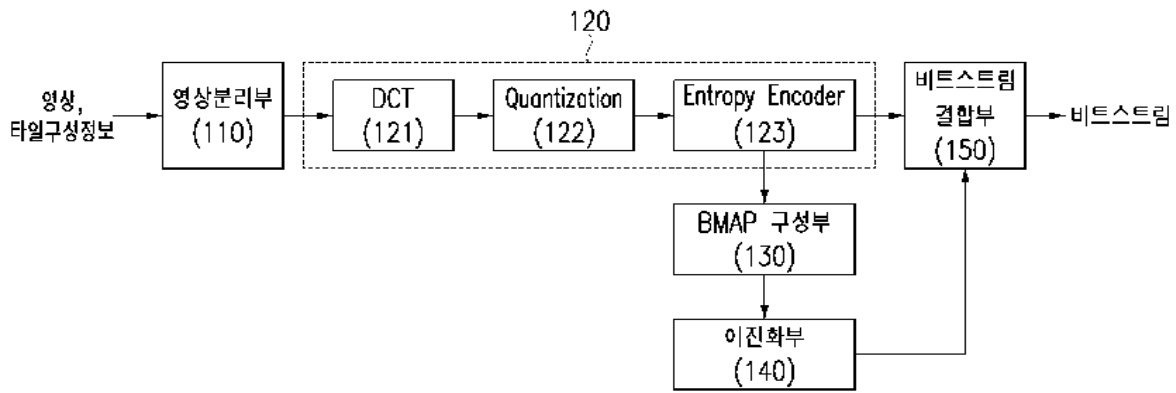 120
영상,
타일구성정보
영상분리부
(110)
DCT
(121)
Quantization
(122)
Entropy Encoder
(123)
비트스트림
결합부
(150)
비트스트림
BMAP 구성부
(130)
이진화부
(140)